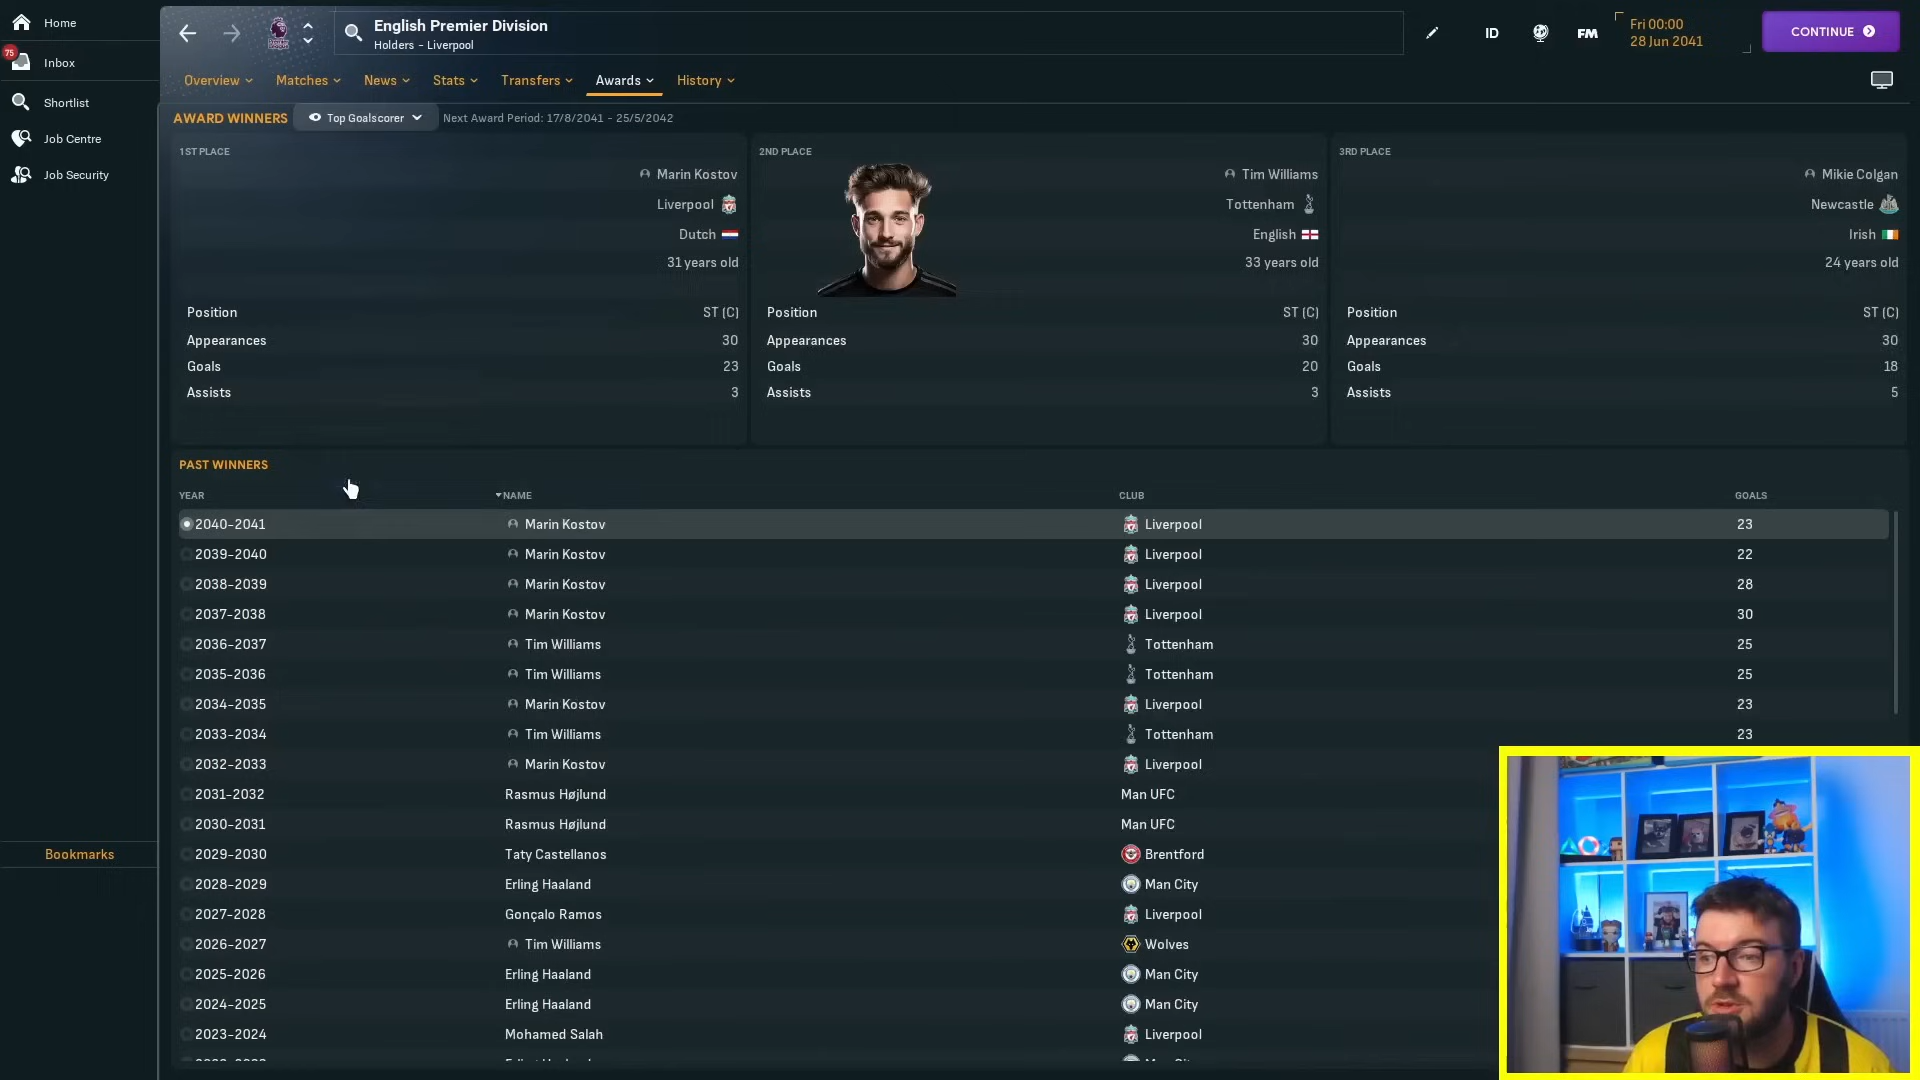 Home
75
Inbox
Shortlist
Job Centre
Job Security
Bookmarks
English Premier Division
Holders - Liverpool
ID
FM
Fri 00:00
28 Jun 2041
CONTINUE
Overview Matches News Stats Transfers Awards History
AWARD WINNERS Top Goalscorer Next Award Period: 17/8/2041 - 25/5/2042
1ST PLACE
Marin Kostov
Liverpool
Dutch
31 years old
Position ST (C)
Appearances 30
Goals 23
Assists 3
2ND PLACE
Tim Williams
Tottenham
English
33 years old
Position ST (C)
Appearances 30
Goals 20
Assists 3
3RD PLACE
Mikie Colgan
Newcastle
Irish
24 years old
Position ST (C)
Appearances 30
Goals 18
Assists 5
PAST WINNERS
YEAR NAME CLUB GOALS
2040-2041 Marin Kostov Liverpool 23
2039-2040 Marin Kostov Liverpool 22
2038-2039 Marin Kostov Liverpool 28
2037-2038 Marin Kostov Liverpool 30
2036-2037 Tim Williams Tottenham 25
2035-2036 Tim Williams Tottenham 25
2034-2035 Marin Kostov Liverpool 23
2033-2034 Tim Williams Tottenham 23
2032-2033 Marin Kostov Liverpool
2031-2032 Rasmus Højlund Man UFC
2030-2031 Rasmus Højlund Man UFC
2029-2030 Taty Castellanos Brentford
2028-2029 Erling Haaland Man City
2027-2028 Gonçalo Ramos Liverpool
2026-2027 Tim Williams Wolves
2025-2026 Erling Haaland Man City
2024-2025 Erling Haaland Man City
2023-2024 Mohamed Salah Liverpool